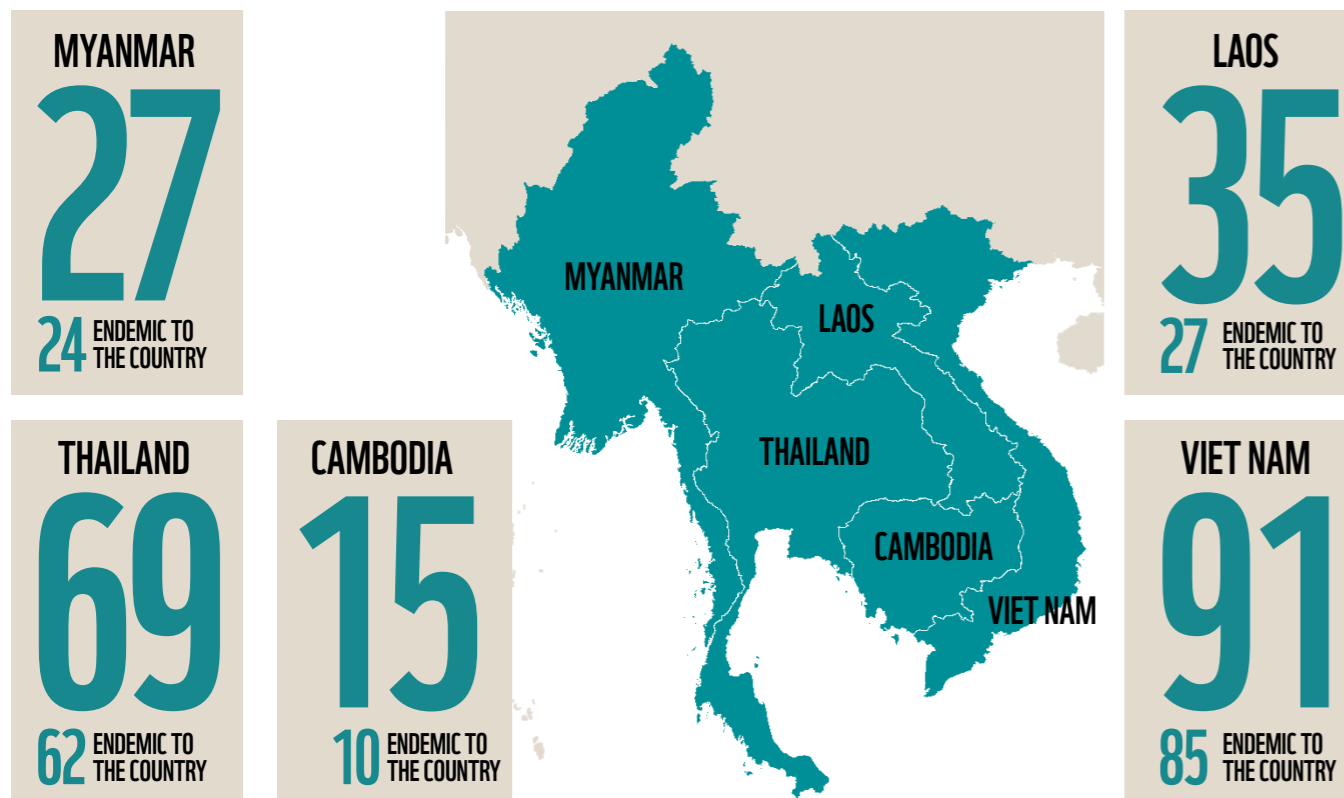 MYANMAR
27
24 ENDEMIC TO
THE COUNTRY
THAILAND
69
62 ENDEMIC TO
THE COUNTRY
CAMBODIA
15
10 ENDEMIC TO
THE COUNTRY
MYANMAR
LAOS
THAILAND
CAMBODIA
VIET NAM
LAOS
35
27 ENDEMIC TO
THE COUNTRY
VIET NAM
91
85 ENDEMIC TO
THE COUNTRY